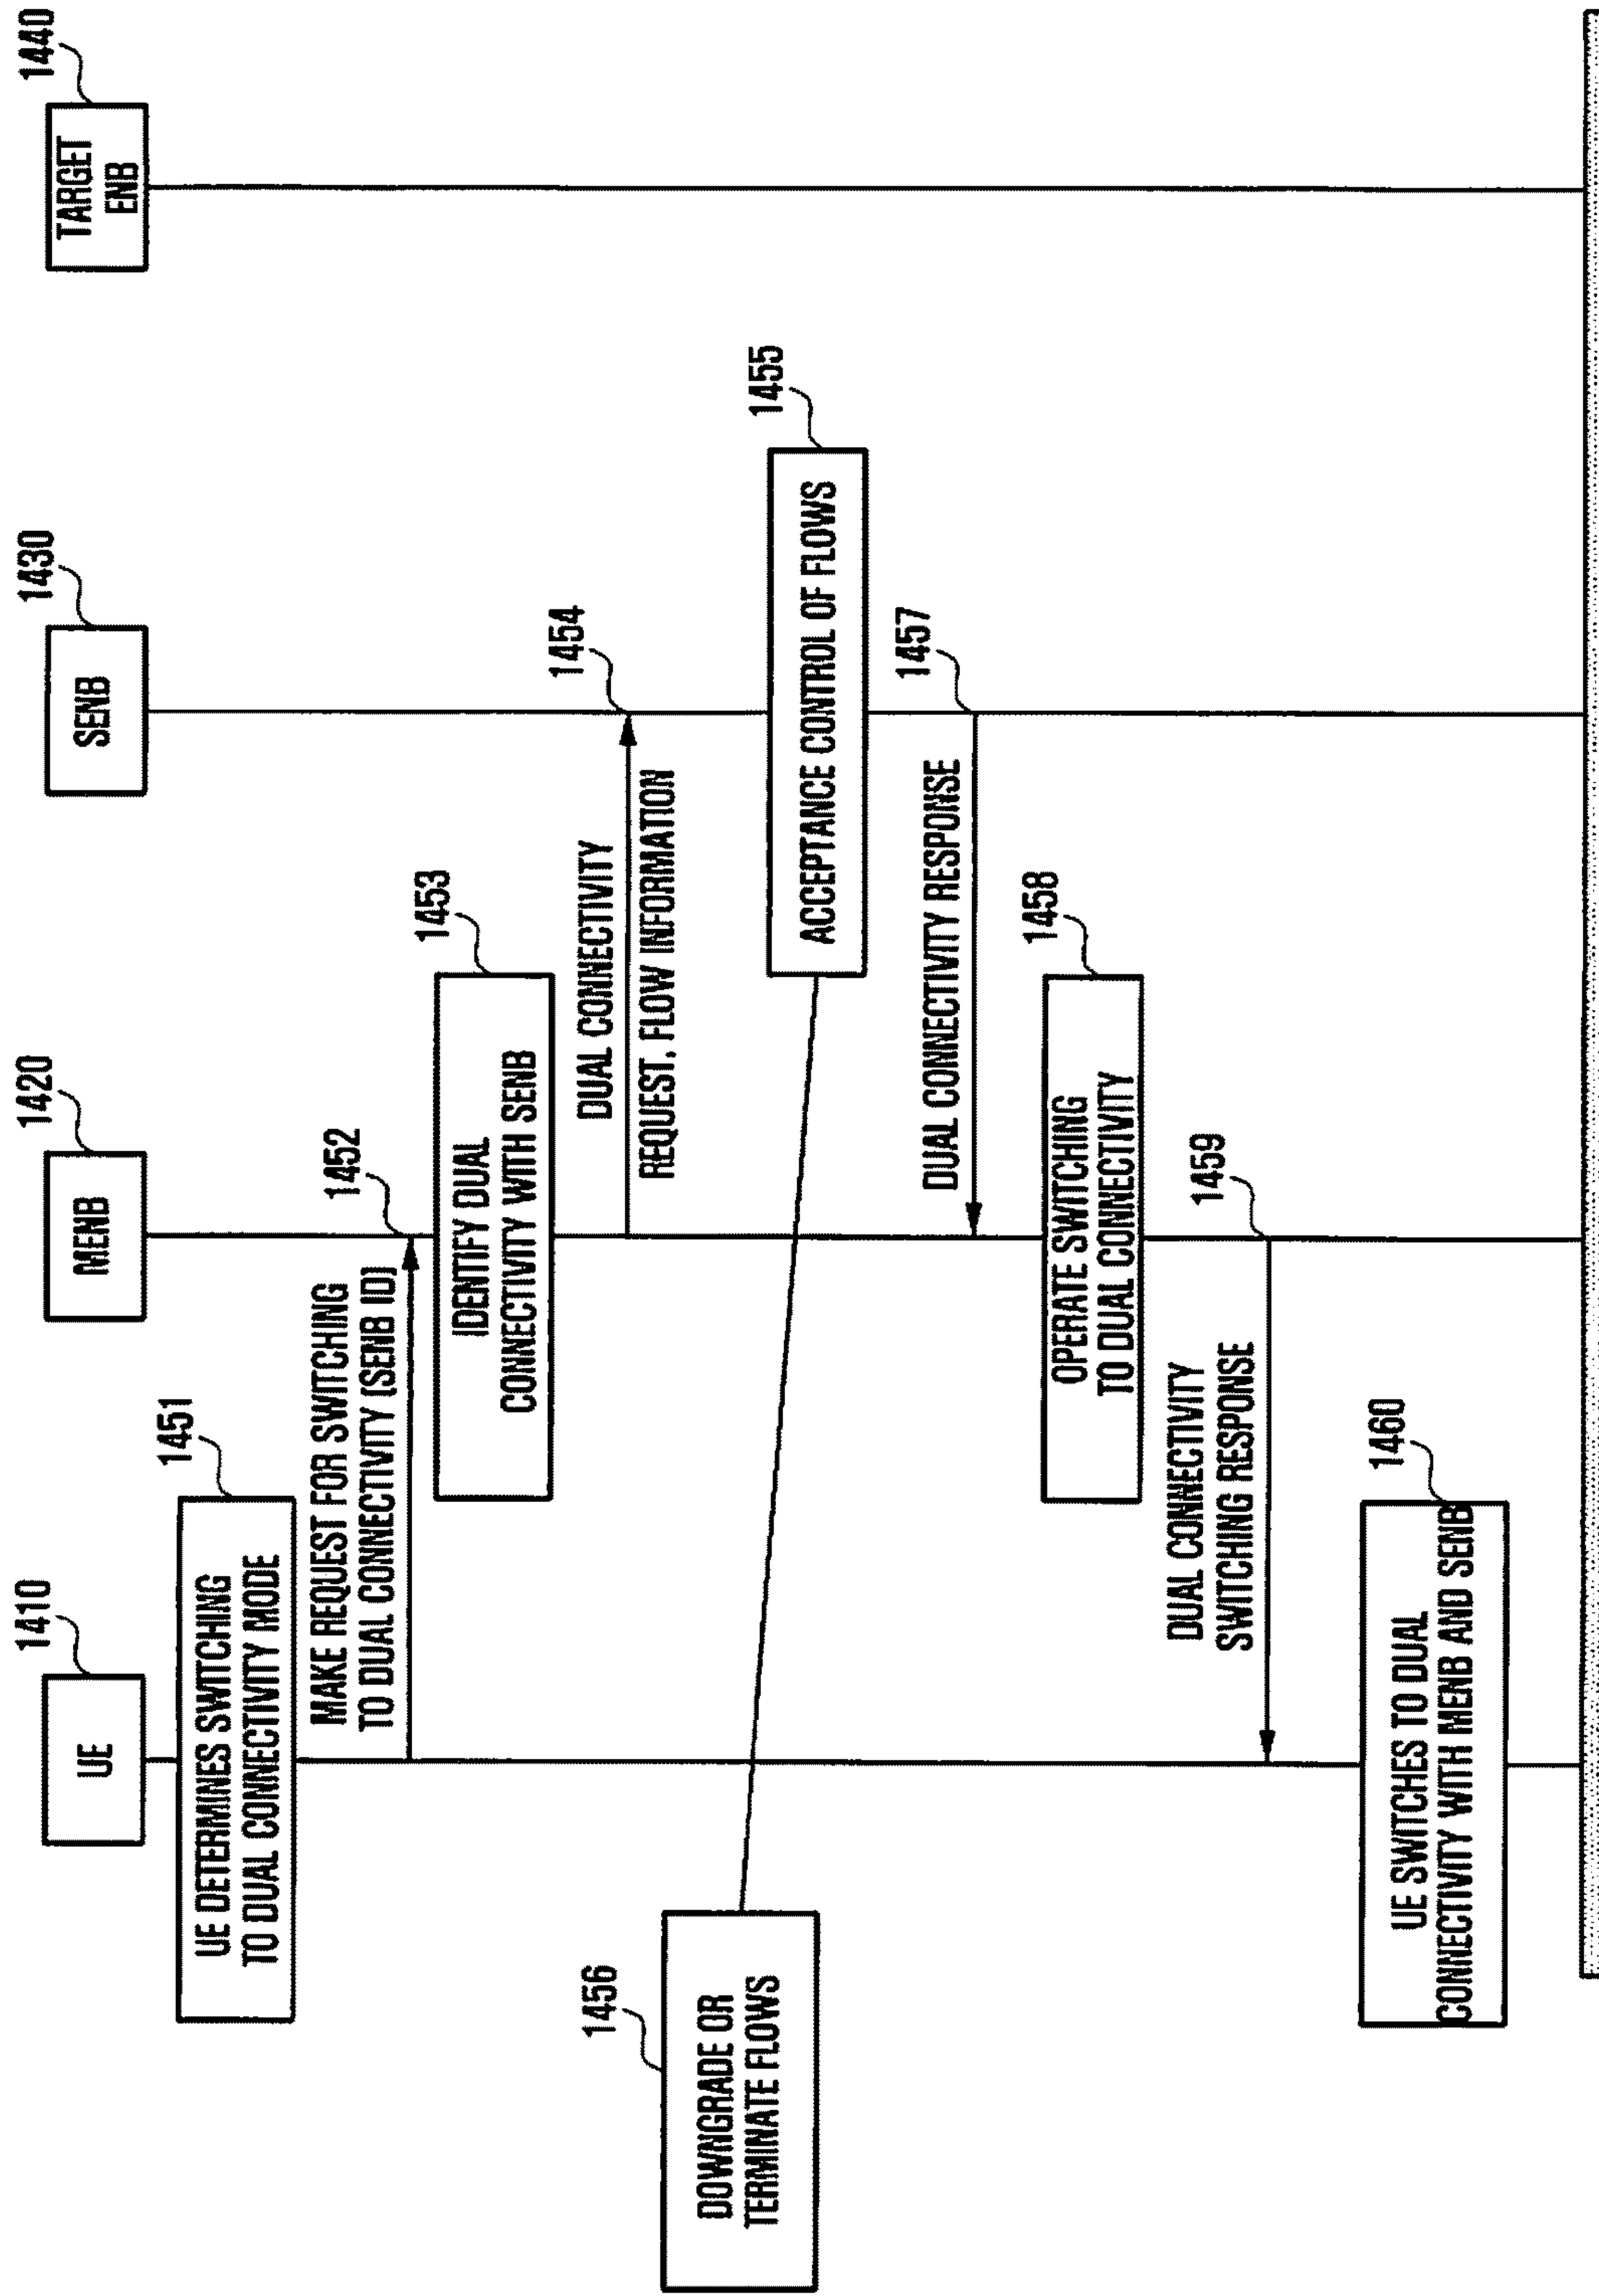 1410
UE
1420
MENB
1430
SENB
1440
TARGET
ENB
1451
UE DETERMINES SWITCHING
TO DUAL CONNECTIVITY MODE
1452
MAKE REQUEST FOR SWITCHING
TO DUAL CONNECTIVITY (SENB ID)
1453
IDENTIFY DUAL
CONNECTIVITY WITH SENB
1454
DUAL CONNECTIVITY
REQUEST, FLOW INFORMATION
1455
ACCEPTANCE CONTROL OF FLOWS
1456
DOWNGRADE OR
TERMINATE FLOWS
1457
DUAL CONNECTIVITY RESPONSE
1458
OPERATE SWITCHING
TO DUAL CONNECTIVITY
1459
DUAL CONNECTIVITY
SWITCHING RESPONSE
1460
UE SWITCHES TO DUAL
CONNECTIVITY WITH MENB AND SENB